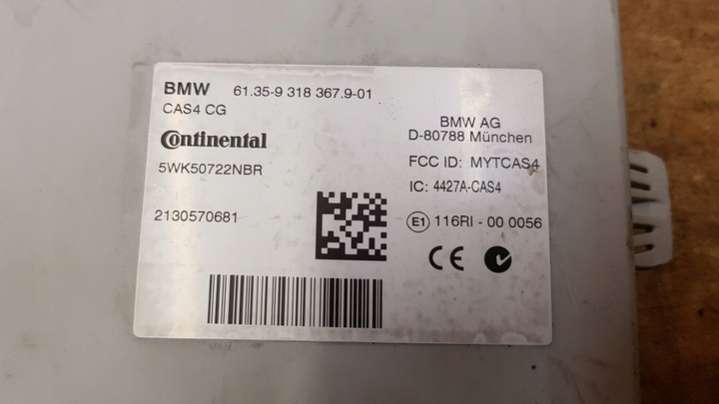 BMW 61.35-9 318 367.9-01
CAS4 CG
Continental
5WK50722NBR
2130570681
BMW AG
D-80788 München
FCC ID: MYTCAS4
IC: 4427A-CAS4
E1 116RI - 00 0056
CE